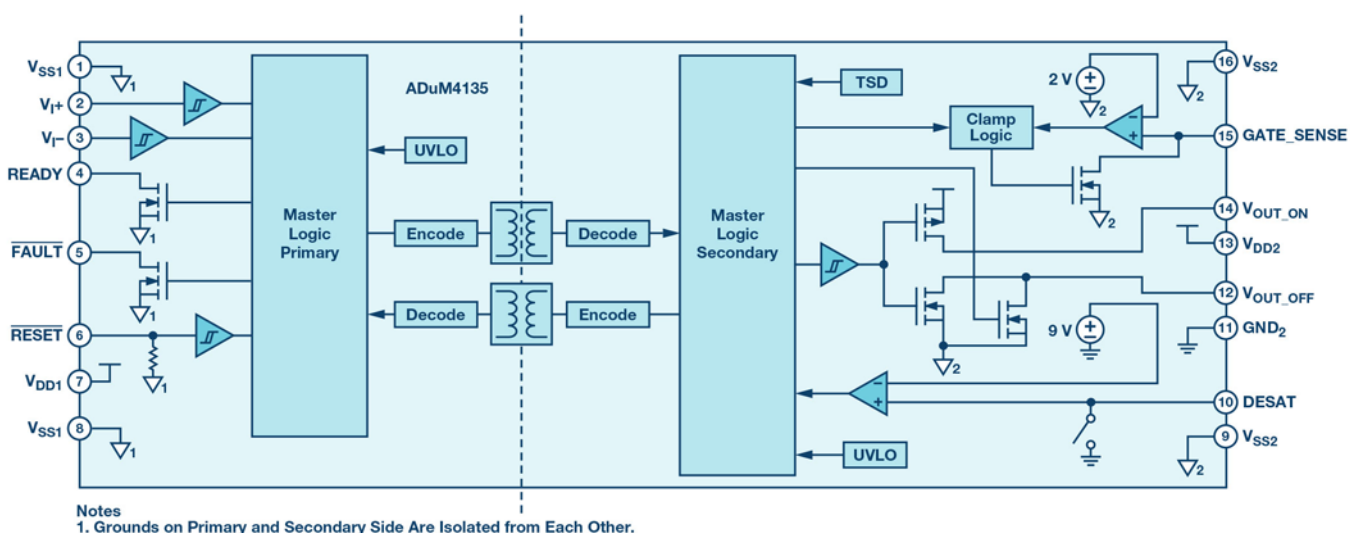 VSS1 1
1
VI+ 2
VI− 3
READY 4
1
FAULT 5
1
RESET 6
1
VDD1 7
VSS1 8
1
ADuM4135
Master
Logic
Primary
UVLO
Encode
Decode
Decode
Encode
Master
Logic
Secondary
TSD
Clamp
Logic
2 V
+
−
2
−
+
2
2
9 V
+
−
−
+
UVLO
2
16 VSS2
15 GATE_SENSE
14 VOUT_ON
13 VDD2
12 VOUT_OFF
11 GND2
10 DESAT
9 VSS2
2
Notes
1. Grounds on Primary and Secondary Side Are Isolated from Each Other.